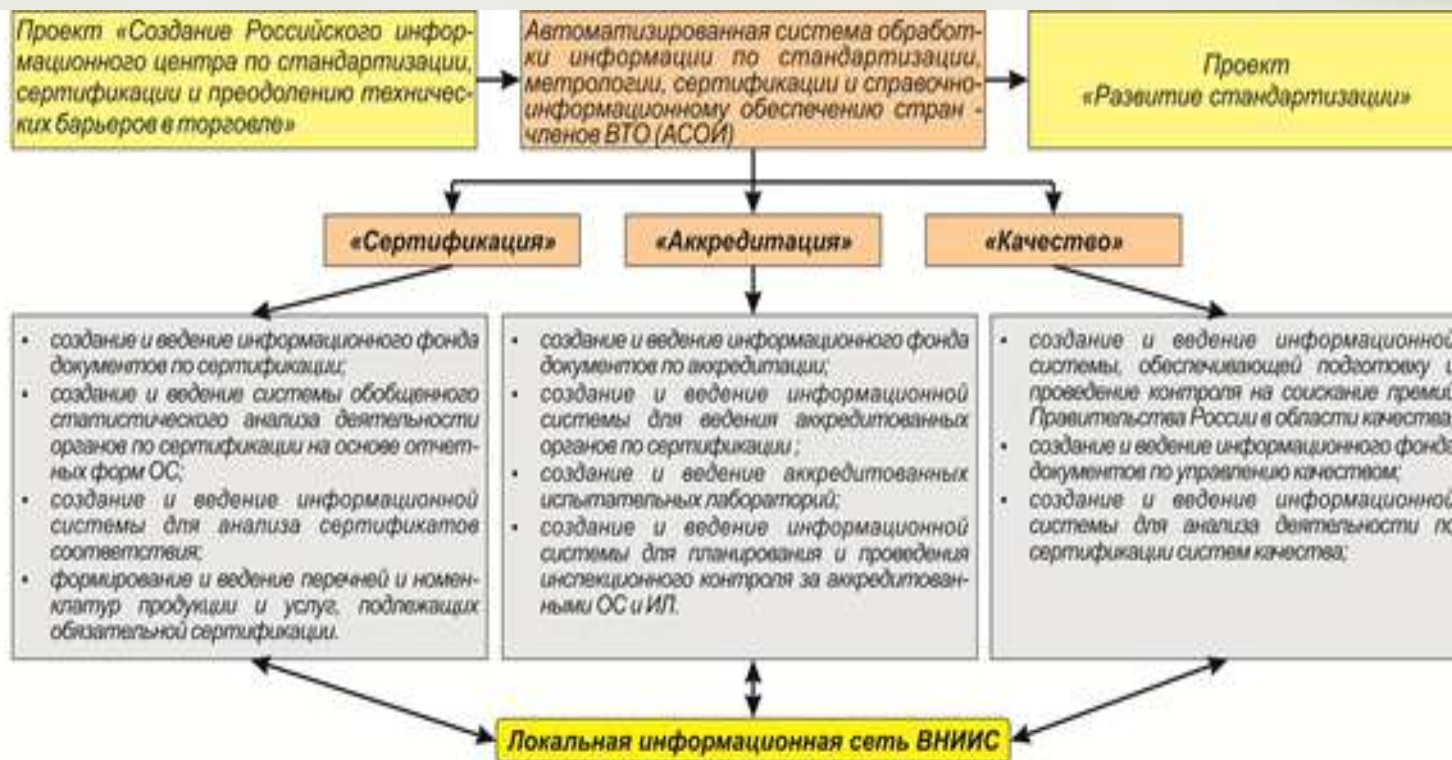 Проект «Создание Российского инфор-
мационного центра по стандартизации,
сертификации и преодолению техничес-
ких барьеров в торговле»
Автоматизированная система обработ-
ки информации по стандартизации,
метрологии, сертификации и справочно-
информационному обеспечению стран -
членов ВТО (АСОИ)
Проект
«Развитие стандартизации»
«Сертификация»
«Аккредитация»
«Качество»
• создание и ведение информационного фонда
документов по сертификации;
• создание и ведение системы обобщенного
статистического анализа деятельности
органов по сертификации на основе отчет-
ных форм ОС;
• создание и ведение информационной
системы для анализа сертификатов
соответствия;
• формирование и ведение перечней и номен-
клатур продукции и услуг, подлежащих
обязательной сертификации.
• создание и ведение информационного фонда
документов по аккредитации;
• создание и ведение информационной
системы для ведения аккредитованных
органов по сертификации ;
• создание и ведение аккредитованных
испытательных лабораторий;
• создание и ведение информационной
системы для планирования и проведения
инспекционного контроля за аккредитован-
ными ОС и ИЛ.
• создание и ведение информационной
системы, обеспечивающей подготовку и
проведение контроля на соискание премии
Правительства России в области качества;
• создание и ведение информационного фонда
документов по управлению качеством;
• создание и ведение информационной
системы для анализа деятельности по
сертификации систем качества;
Локальная информационная сеть ВНИИС